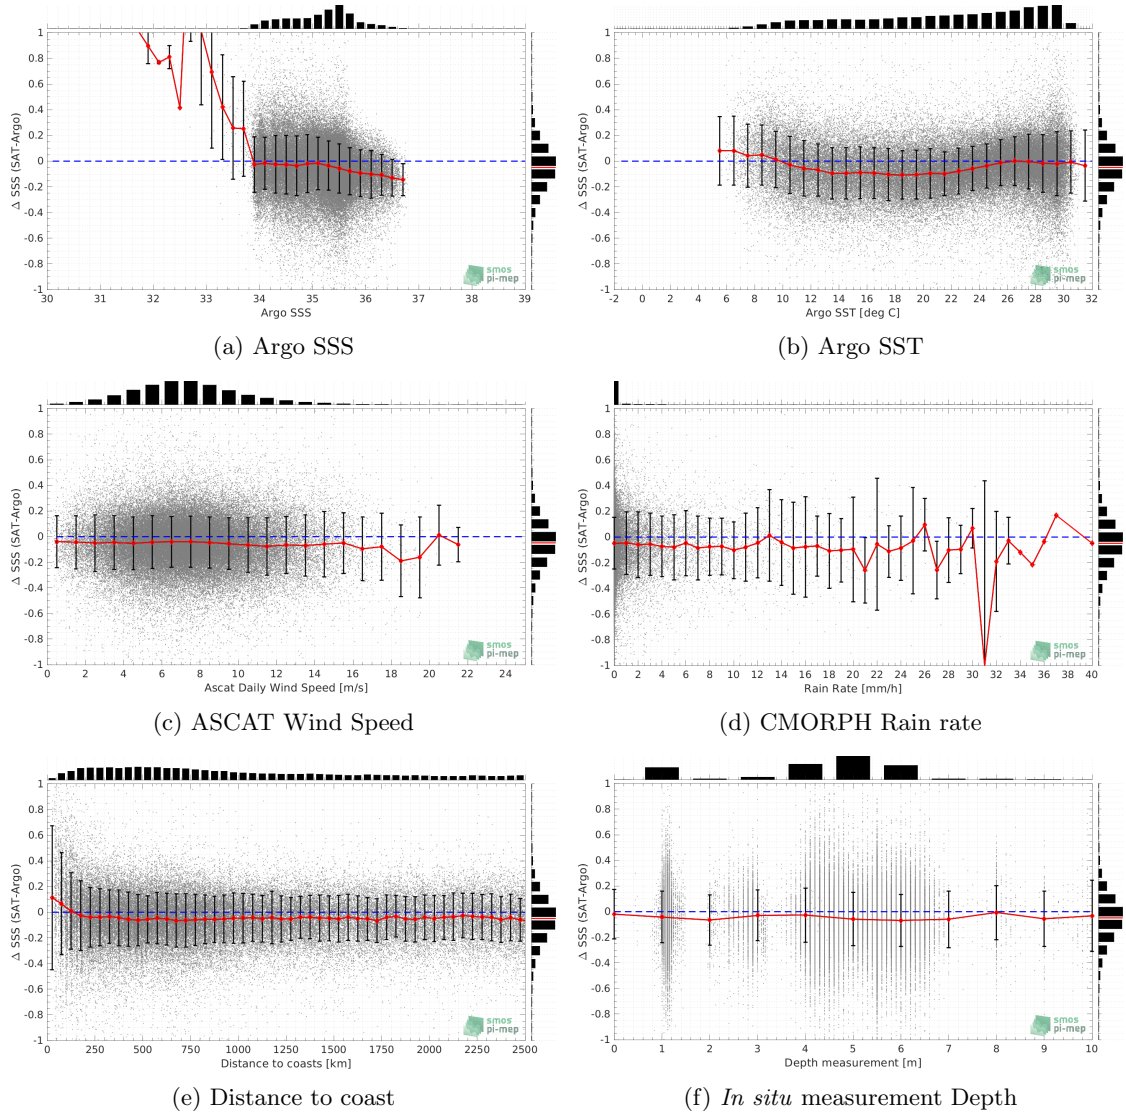 1
0.8
0.6
0.4
0.2
0
-0.2
-0.4
-0.6
-0.8
-1
Δ SSS (SAT-Argo)
smos
pi-mep
30 31 32 33 34 35 36 37 38 39
Argo SSS
(a) Argo SSS
1
0.8
0.6
0.4
0.2
0
-0.2
-0.4
-0.6
-0.8
-1
Δ SSS (SAT-Argo)
smos
pi-mep
-2 0 2 4 6 8 10 12 14 16 18 20 22 24 26 28 30 32
Argo SST [deg C]
(b) Argo SST
1
0.8
0.6
0.4
0.2
0
-0.2
-0.4
-0.6
-0.8
-1
Δ SSS (SAT-Argo)
smos
pi-mep
0 2 4 6 8 10 12 14 16 18 20 22 24
Ascat Daily Wind Speed [m/s]
(c) ASCAT Wind Speed
1
0.8
0.6
0.4
0.2
0
-0.2
-0.4
-0.6
-0.8
-1
Δ SSS (SAT-Argo)
smos
pi-mep
0 2 4 6 8 10 12 14 16 18 20 22 24 26 28 30 32 34 36 38 40
Rain Rate [mm/h]
(d) CMORPH Rain rate
1
0.8
0.6
0.4
0.2
0
-0.2
-0.4
-0.6
-0.8
-1
Δ SSS (SAT-Argo)
smos
pi-mep
0 250 500 750 1000 1250 1500 1750 2000 2250 2500
Distance to coasts [km]
(e) Distance to coast
1
0.8
0.6
0.4
0.2
0
-0.2
-0.4
-0.6
-0.8
-1
Δ SSS (SAT-Argo)
smos
pi-mep
0 1 2 3 4 5 6 7 8 9 10
Depth measurement [m]
(f) In situ measurement Depth